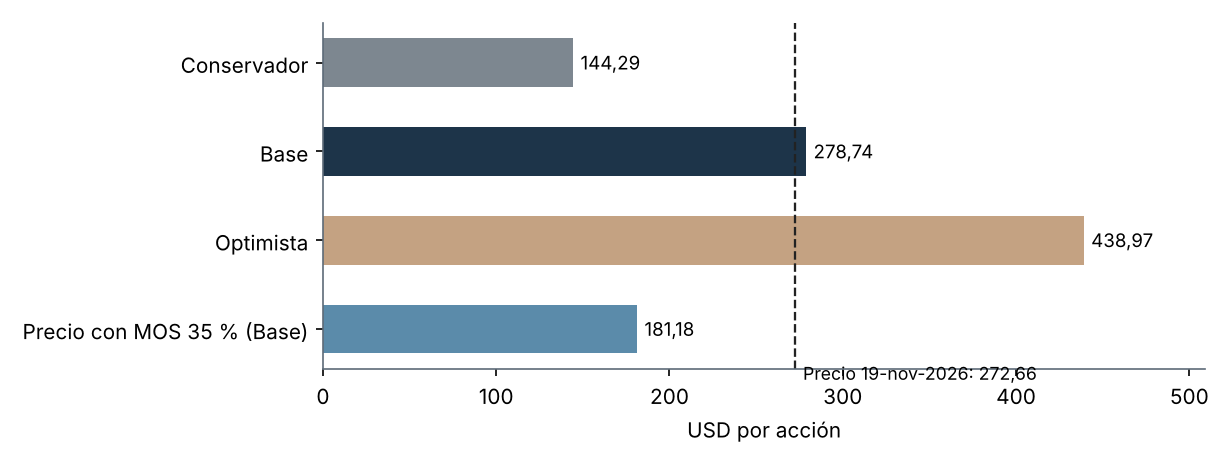 Conservador
144,29
Base
278,74
Optimista
438,97
Precio con MOS 35 % (Base)
181,18
Precio 19-nov-2026: 272,66
0 100 200 300 400 500
USD por acción